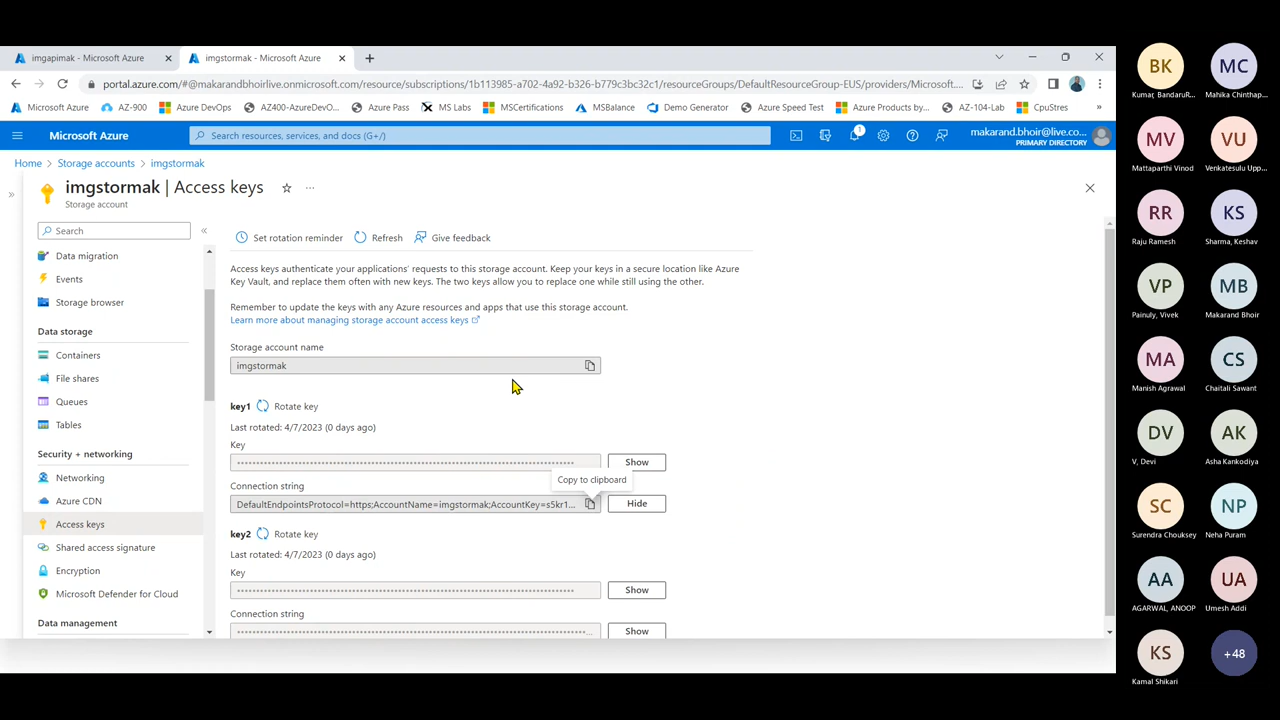 imgapimak - Microsoft Azure
imgstormak - Microsoft Azure
portal.azure.com/#@makarandbhoirlive.onmicrosoft.com/resource/subscriptions/1b113985-a702-4a92-b326-b779c3bc32c1/resourceGroups/DefaultResourceGroup-EUS/providers/Microsoft....
Microsoft Azure
AZ-900
Azure DevOps
AZ400-AzureDevO...
Azure Pass
MS Labs
MSCertifications
MSBalance
Demo Generator
Azure Speed Test
Azure Products by...
AZ-104-Lab
CpuStres
»
Microsoft Azure
Search resources, services, and docs (G+/)
1
makarand.bhoir@live.co...
PRIMARY DIRECTORY
Home > Storage accounts > imgstormak
imgstormak | Access keys
Storage account
Search
Data migration
Events
Storage browser
Data storage
Containers
File shares
Queues
Tables
Security + networking
Networking
Azure CDN
Access keys
Shared access signature
Encryption
Microsoft Defender for Cloud
Data management
Set rotation reminder
Refresh
Give feedback
Access keys authenticate your applications' requests to this storage account. Keep your keys in a secure location like Azure
Key Vault, and replace them often with new keys. The two keys allow you to replace one while still using the other.
Remember to update the keys with any Azure resources and apps that use this storage account.
Learn more about managing storage account access keys
Storage account name
imgstormak
key1
Rotate key
Last rotated: 4/7/2023 (0 days ago)
Key
Show
Copy to clipboard
Connection string
DefaultEndpointsProtocol=https;AccountName=imgstormak;AccountKey=s5kr1...
Hide
key2
Rotate key
Last rotated: 4/7/2023 (0 days ago)
Key
Show
Connection string
Show
BK
Kumar, BandaruR...
MC
Mahika Chinthap...
MV
Mattaparthi Vinod
VU
Venkatesulu Upp...
RR
Raju Ramesh
KS
Sharma, Keshav
VP
Painuly, Vivek
MB
Makarand Bhoir
MA
Manish Agrawal
CS
Chaitali Sawant
DV
V, Devi
AK
Asha Kankodiya
SC
Surendra Chouksey
NP
Neha Puram
AA
AGARWAL, ANOOP
UA
Umesh Addi
KS
Kamal Shikari
+48